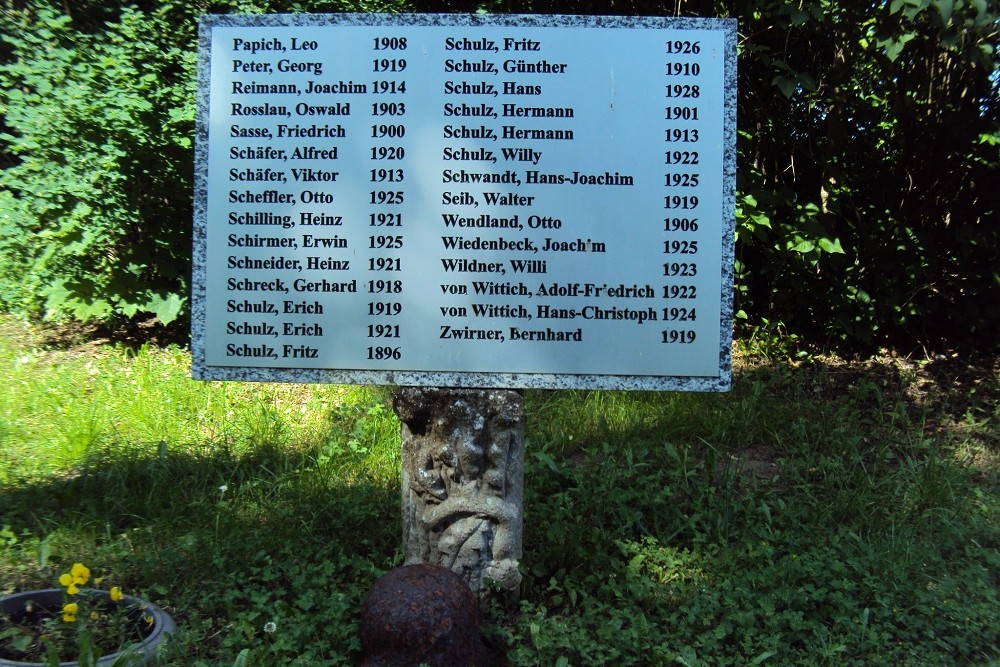 Papich, Leo 1908
Peter, Georg 1919
Reimann, Joachim 1914
Rosslau, Oswald 1903
Sasse, Friedrich 1900
Schäfer, Alfred 1920
Schäfer, Viktor 1913
Scheffler, Otto 1925
Schilling, Heinz 1921
Schirmer, Erwin 1925
Schneider, Heinz 1921
Schreck, Gerhard 1918
Schulz, Erich 1919
Schulz, Erich 1921
Schulz, Fritz 1896
Schulz, Fritz 1926
Schulz, Günther 1910
Schulz, Hans 1928
Schulz, Hermann 1901
Schulz, Hermann 1913
Schulz, Willy 1922
Schwandt, Hans-Joachim 1925
Seib, Walter 1919
Wendland, Otto 1906
Wiedenbeck, Joachim 1925
Wildner, Willi 1923
von Wittich, Adolf-Friedrich 1922
von Wittich, Hans-Christoph 1924
Zwirner, Bernhard 1919